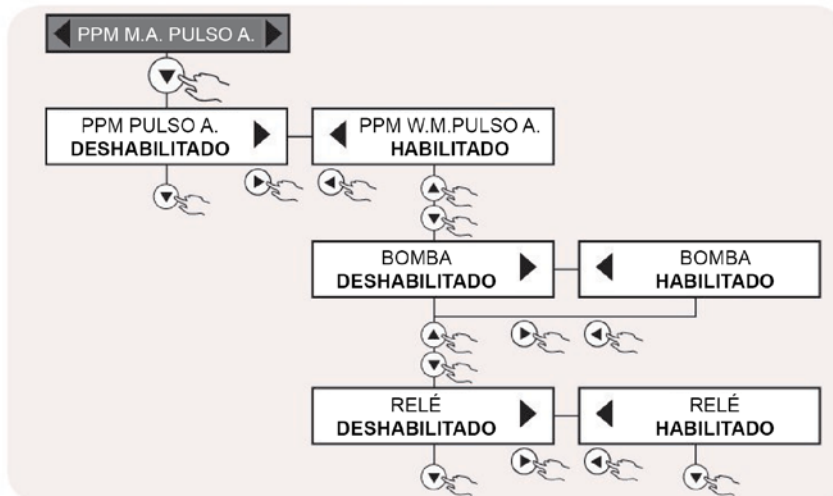 PPM M.A. PULSO A.
PPM PULSO A.
DESHABILITADO
PPM W.M.PULSO A.
HABILITADO
BOMBA
DESHABILITADO
BOMBA
HABILITADO
RELÉ
DESHABILITADO
RELÉ
HABILITADO